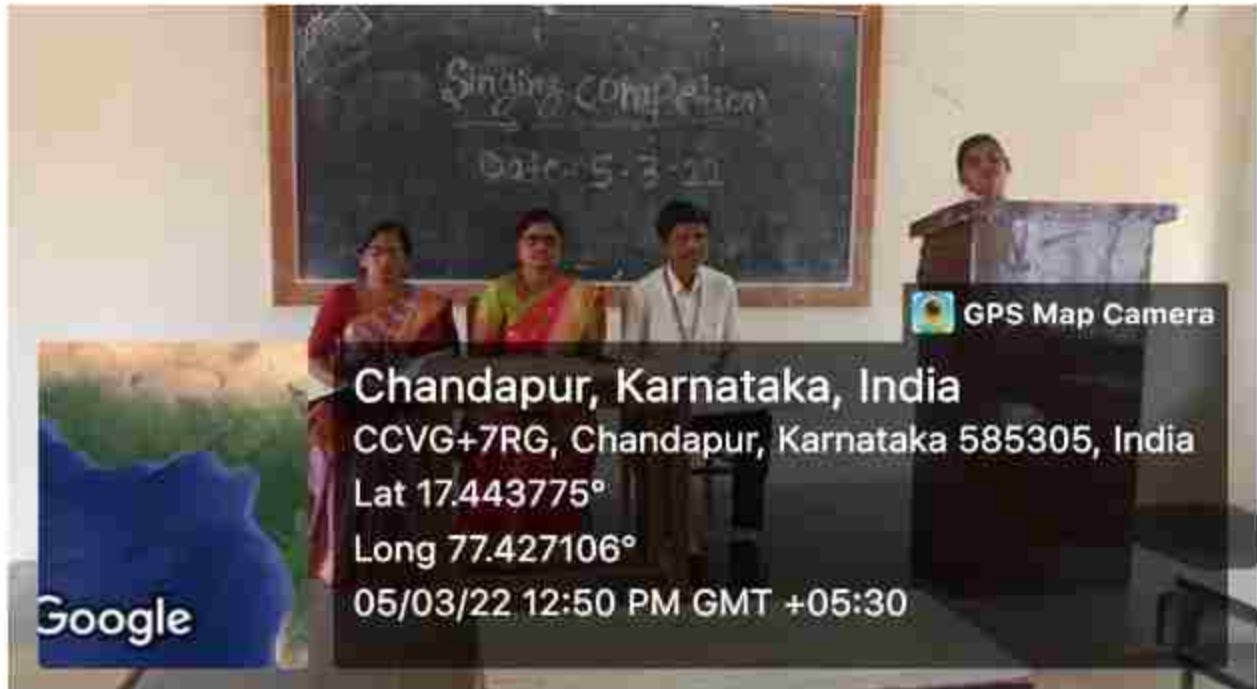 Singing Competion
Date:- 5-3-22
GPS Map Camera
Chandapur, Karnataka, India
CCVG+7RG, Chandapur, Karnataka 585305, India
Lat 17.443775°
Long 77.427106°
05/03/22 12:50 PM GMT +05:30
Google